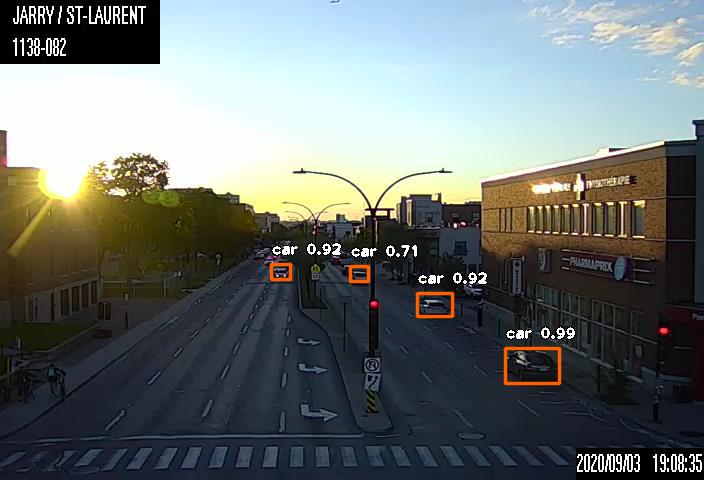 JARRY / ST-LAURENT
1138-082
PHYSIOTHÉRAPIE
car 0.92
car 0.71
car 0.92
PHARMAPRIX
car 0.99
2020/09/03 19:08:35